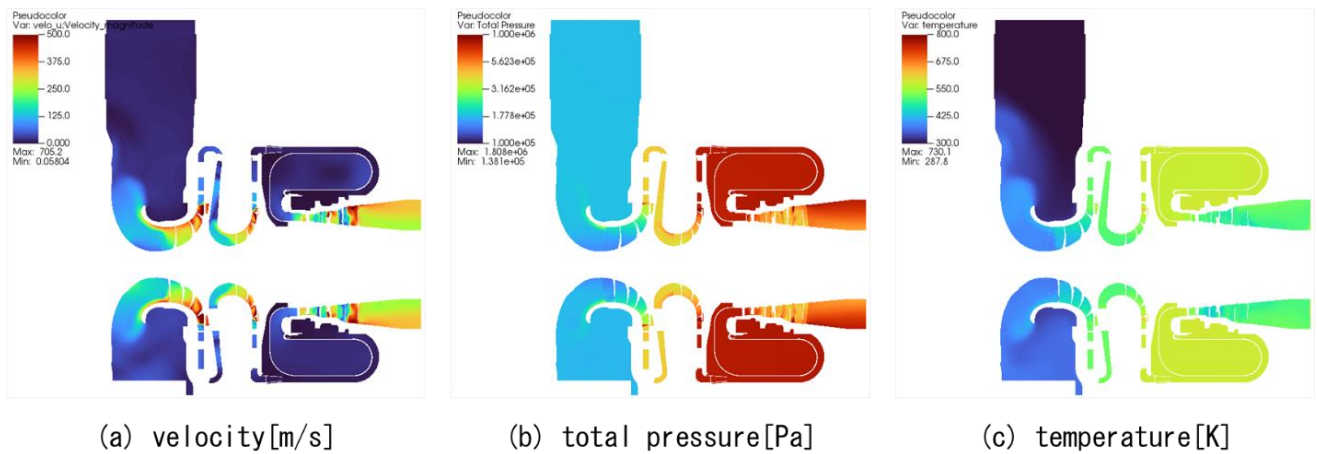 Pseudocolor
Var: velo_u:Velocity_magnitude
500.0
375.0
250.0
125.0
0.000
Max: 705.2
Min: 0.05804
Pseudocolor
Var: Total Pressure
1.000e+06
5.623e+05
3.162e+05
1.778e+05
1.000e+05
Max: 1.808e+06
Min: 1.381e+05
Pseudocolor
Var: temperature
800.0
675.0
550.0
425.0
300.0
Max: 730.1
Min: 287.8
(a) velocity[m/s]
(b) total pressure[Pa]
(c) temperature[K]